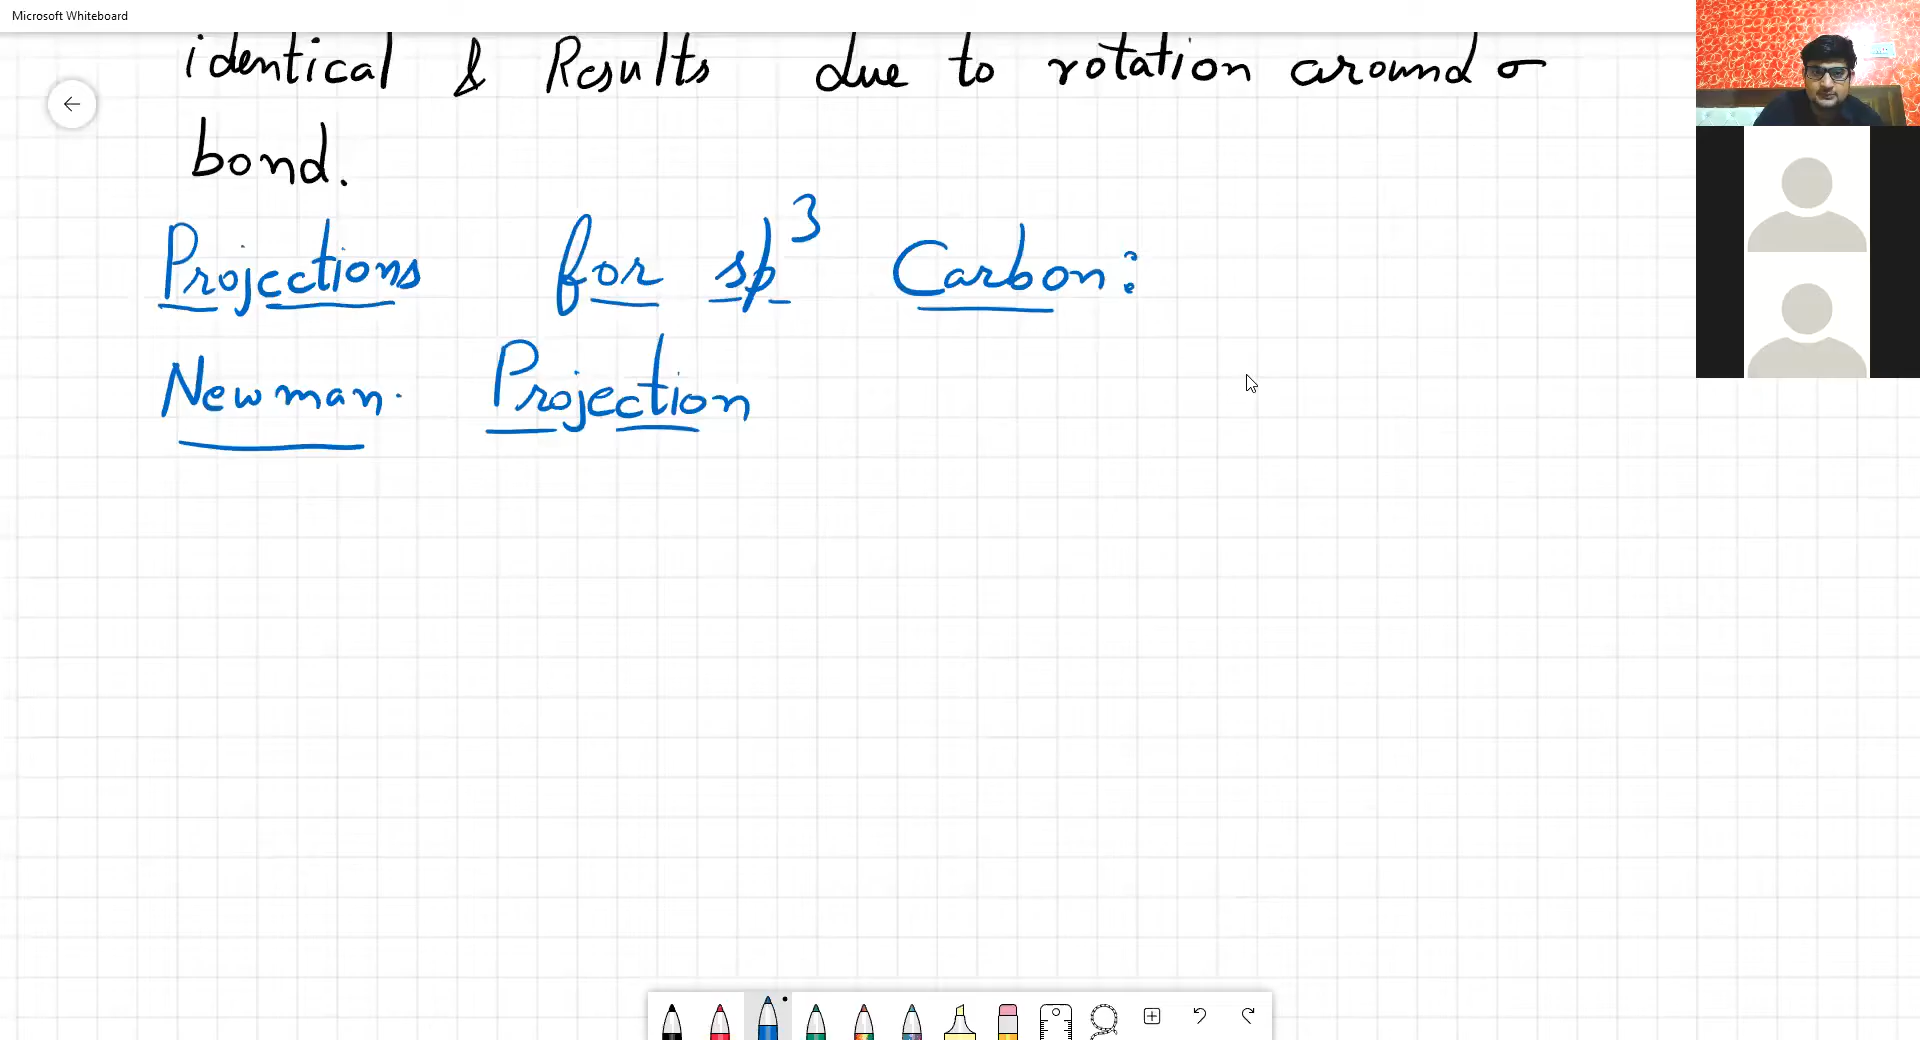 Microsoft Whiteboard
identical & Results due to rotation around σ
bond.
Projections for sp³ Carbon:
Newman. Projection